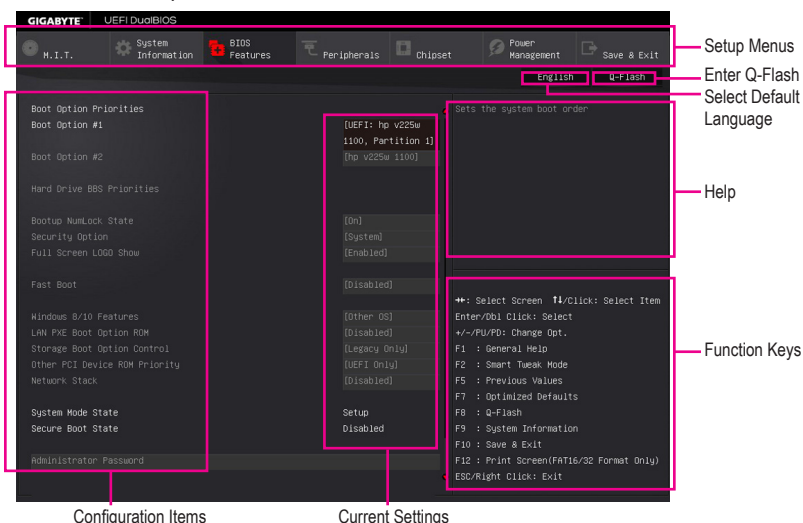 GIGABYTE™ UEFI DualBIOS
M.I.T. System Information BIOS Features Peripherals Chipset Power Management Save & Exit
Setup Menus
English Q-Flash
Enter Q-Flash
Select Default
Language
Boot Option Priorities
Boot Option #1 [UEFI: hp v225w
1100, Partition 1]
Boot Option #2 [hp v225w 1100]
Hard Drive BBS Priorities
Bootup NumLock State [On]
Security Option [System]
Full Screen LOGO Show [Enabled]
Fast Boot [Disabled]
Windows 8/10 Features [Other OS]
LAN PXE Boot Option ROM [Disabled]
Storage Boot Option Control [Legacy Only]
Other PCI Device ROM Priority [UEFI Only]
Network Stack [Disabled]
System Mode State Setup
Secure Boot State Disabled
Administrator Password
Sets the system boot order
Help
→←: Select Screen ↑↓/Click: Select Item
Enter/Dbl Click: Select
+/-/PU/PD: Change Opt.
F1 : General Help
F2 : Smart Tweak Mode
F5 : Previous Values
F7 : Optimized Defaults
F8 : Q-Flash
F9 : System Information
F10 : Save & Exit
F12 : Print Screen(FAT16/32 Format Only)
ESC/Right Click: Exit
Function Keys
Configuration Items
Current Settings